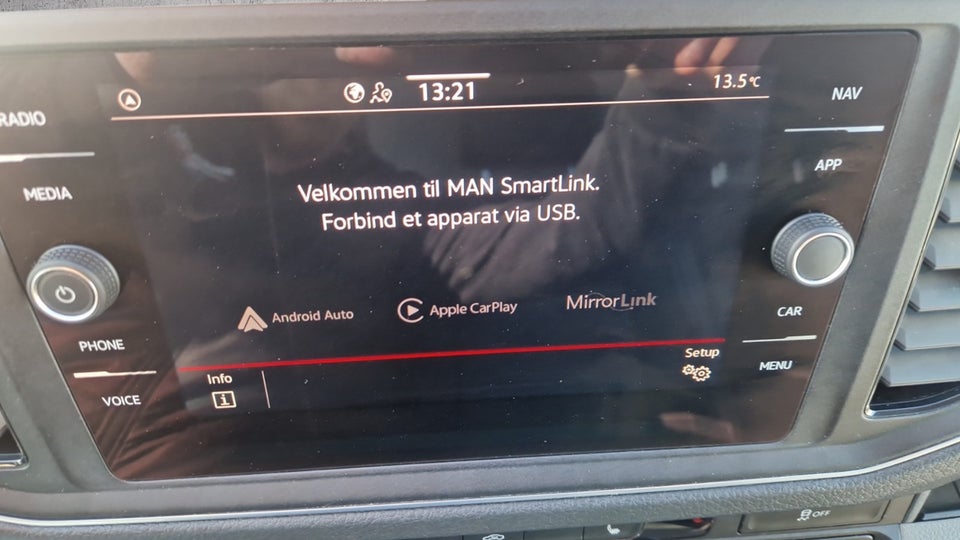 RADIO
MEDIA
PHONE
VOICE
13:21
13.5°C
Velkommen til MAN SmartLink.
Forbind et apparat via USB.
Android Auto
Apple CarPlay
MirrorLink
Info
i
Setup
NAV
APP
CAR
MENU
OFF